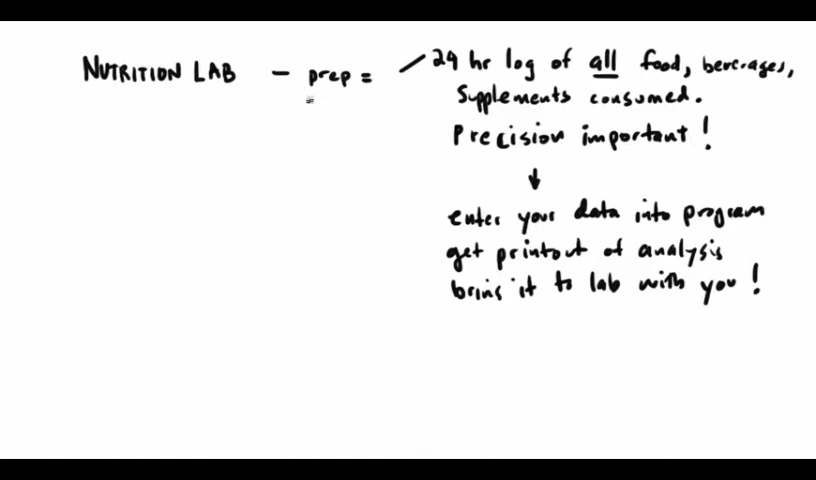 NUTRITION LAB - prep = 24 hr log of all food, beverages,
Supplements consumed.
Precision important!
↓
enter your data into program
get printout of analysis
bring it to lab with you!